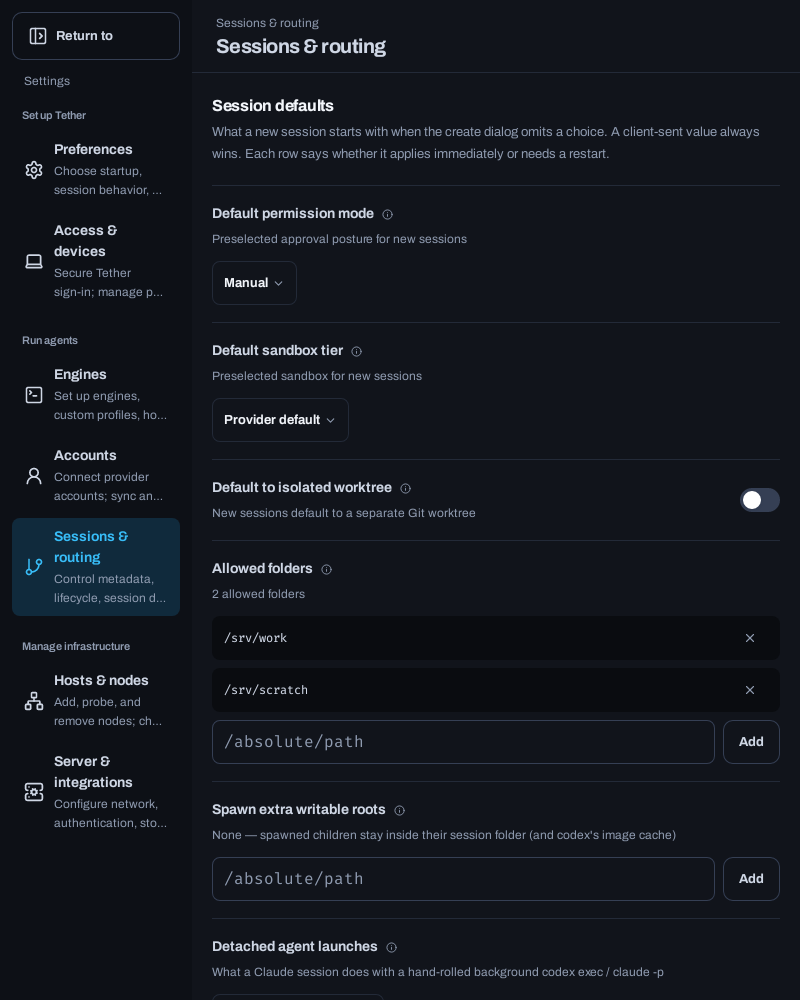 Return to
Settings
Set up Tether
Preferences
Choose startup,
session behavior, ...
Access &
devices
Secure Tether
sign-in; manage p...
Run agents
Engines
Set up engines,
custom profiles, ho...
Accounts
Connect provider
accounts; sync an...
Sessions &
routing
Control metadata,
lifecycle, session d...
Manage infrastructure
Hosts & nodes
Add, probe, and
remove nodes; ch...
Server &
integrations
Configure network,
authentication, sto...
Sessions & routing
Sessions & routing
Session defaults
What a new session starts with when the create dialog omits a choice. A client-sent value always
wins. Each row says whether it applies immediately or needs a restart.
Default permission mode
Preselected approval posture for new sessions
Manual
Default sandbox tier
Preselected sandbox for new sessions
Provider default
Default to isolated worktree
New sessions default to a separate Git worktree
Allowed folders
2 allowed folders
/srv/work
/srv/scratch
/absolute/path
Add
Spawn extra writable roots
None — spawned children stay inside their session folder (and codex's image cache)
/absolute/path
Add
Detached agent launches
What a Claude session does with a hand-rolled background codex exec / claude -p